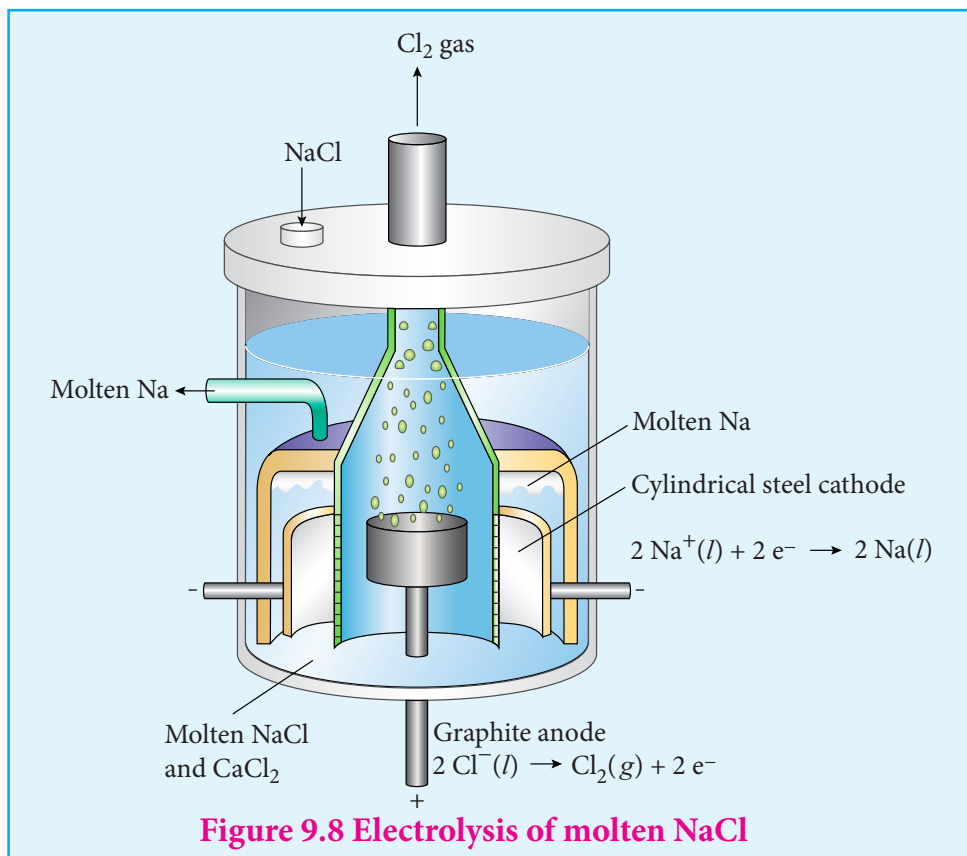 Cl₂ gas
NaCl
Molten Na
Molten Na
Cylindrical steel cathode
2 Na⁺(l) + 2 e⁻ → 2 Na(l)
-
-
Molten NaCl
and CaCl₂
Graphite anode
2 Cl⁻(l) → Cl₂(g) + 2 e⁻
+
Figure 9.8 Electrolysis of molten NaCl